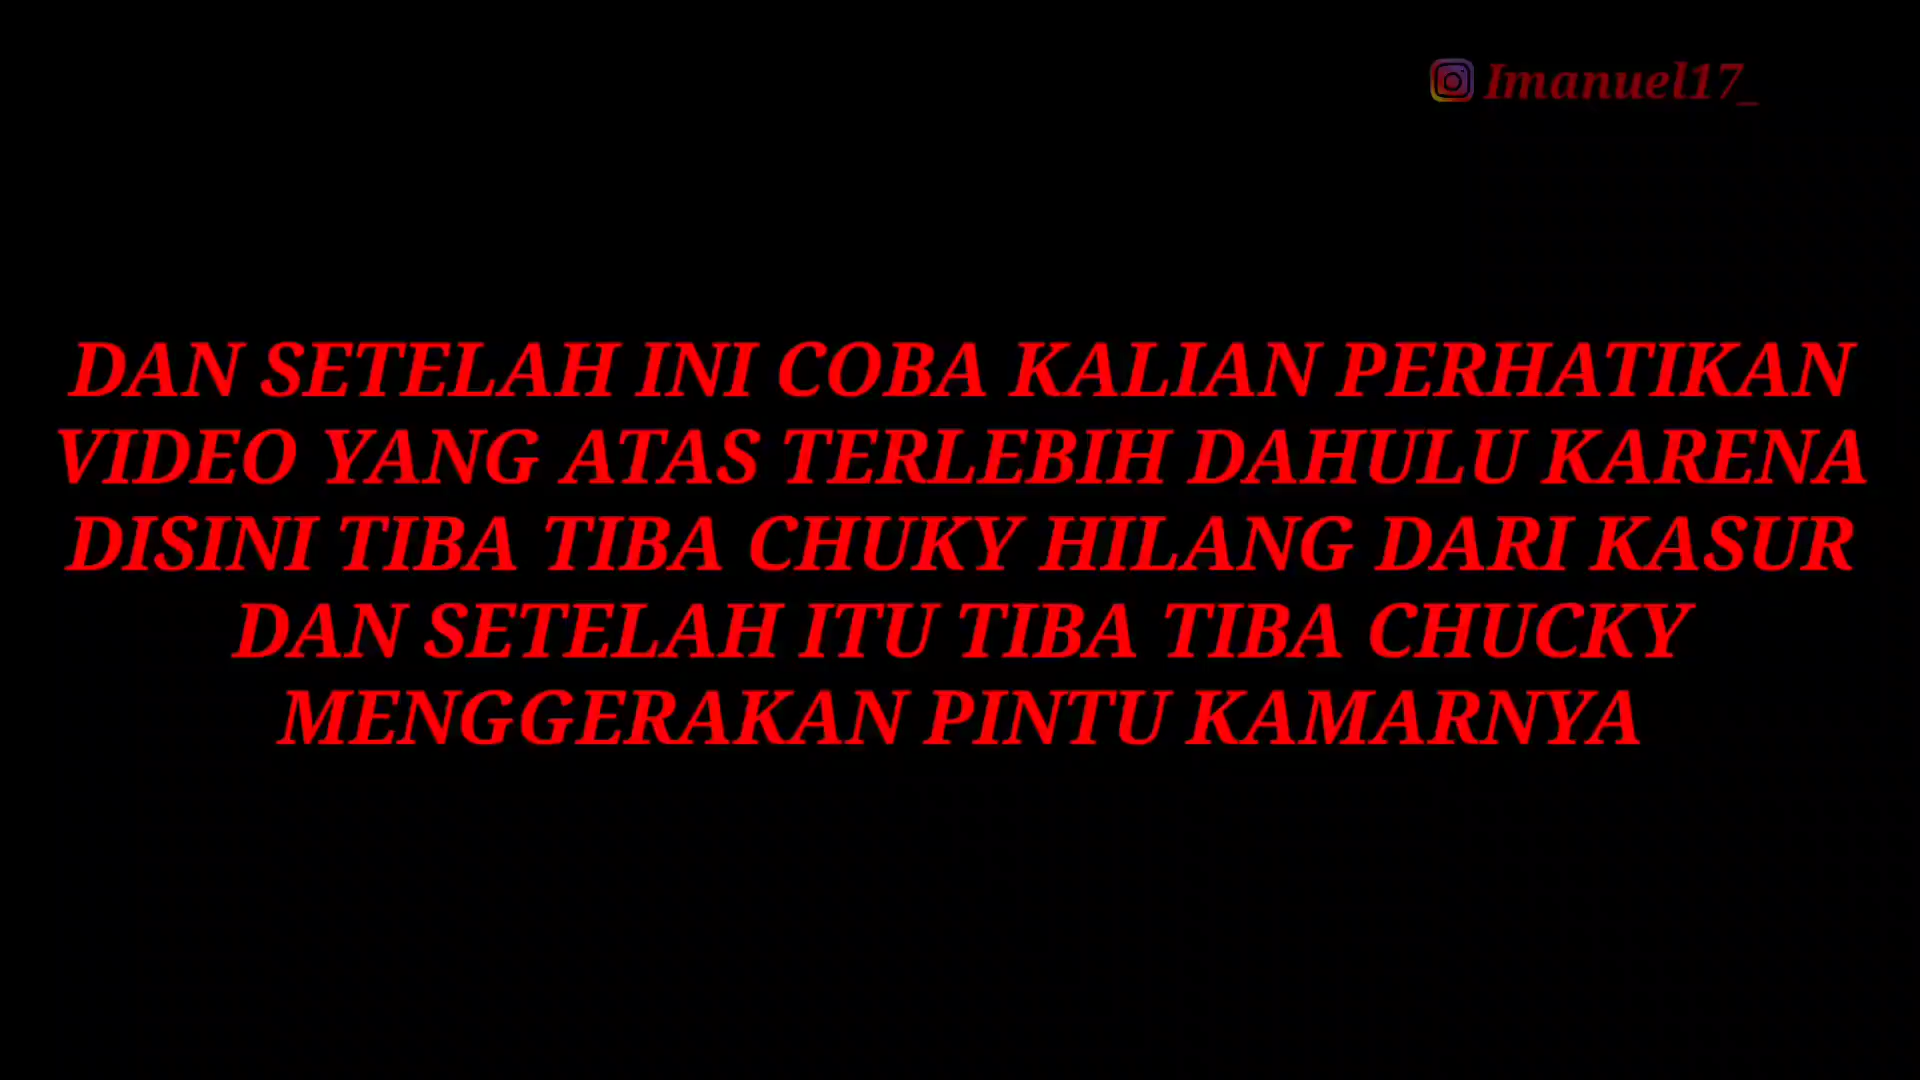 Imanuel17_
DAN SETELAH INI COBA KALIAN PERHATIKAN
VIDEO YANG ATAS TERLEBIH DAHULU KARENA
DISINI TIBA TIBA CHUKY HILANG DARI KASUR
DAN SETELAH ITU TIBA TIBA CHUCKY
MENGGERAKAN PINTU KAMARNYA